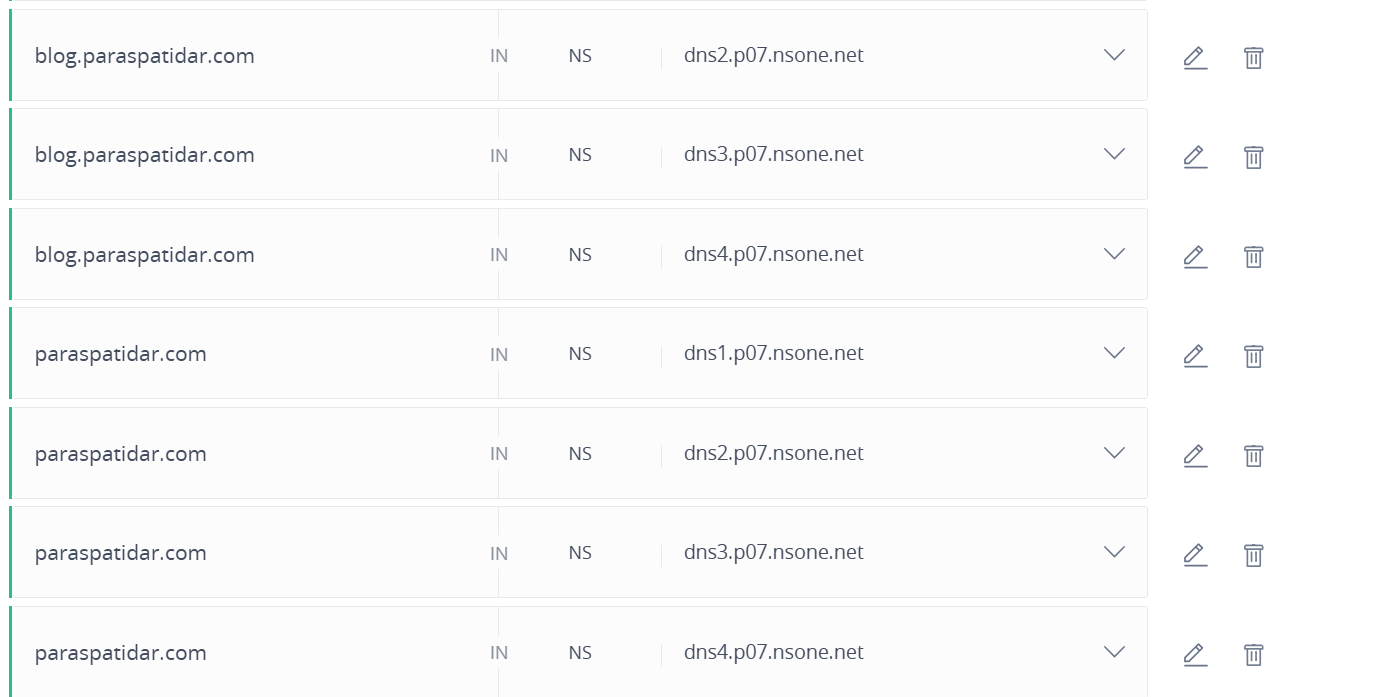 blog.paraspatidar.com IN NS dns2.p07.nsone.net
blog.paraspatidar.com IN NS dns3.p07.nsone.net
blog.paraspatidar.com IN NS dns4.p07.nsone.net
paraspatidar.com IN NS dns1.p07.nsone.net
paraspatidar.com IN NS dns2.p07.nsone.net
paraspatidar.com IN NS dns3.p07.nsone.net
paraspatidar.com IN NS dns4.p07.nsone.net